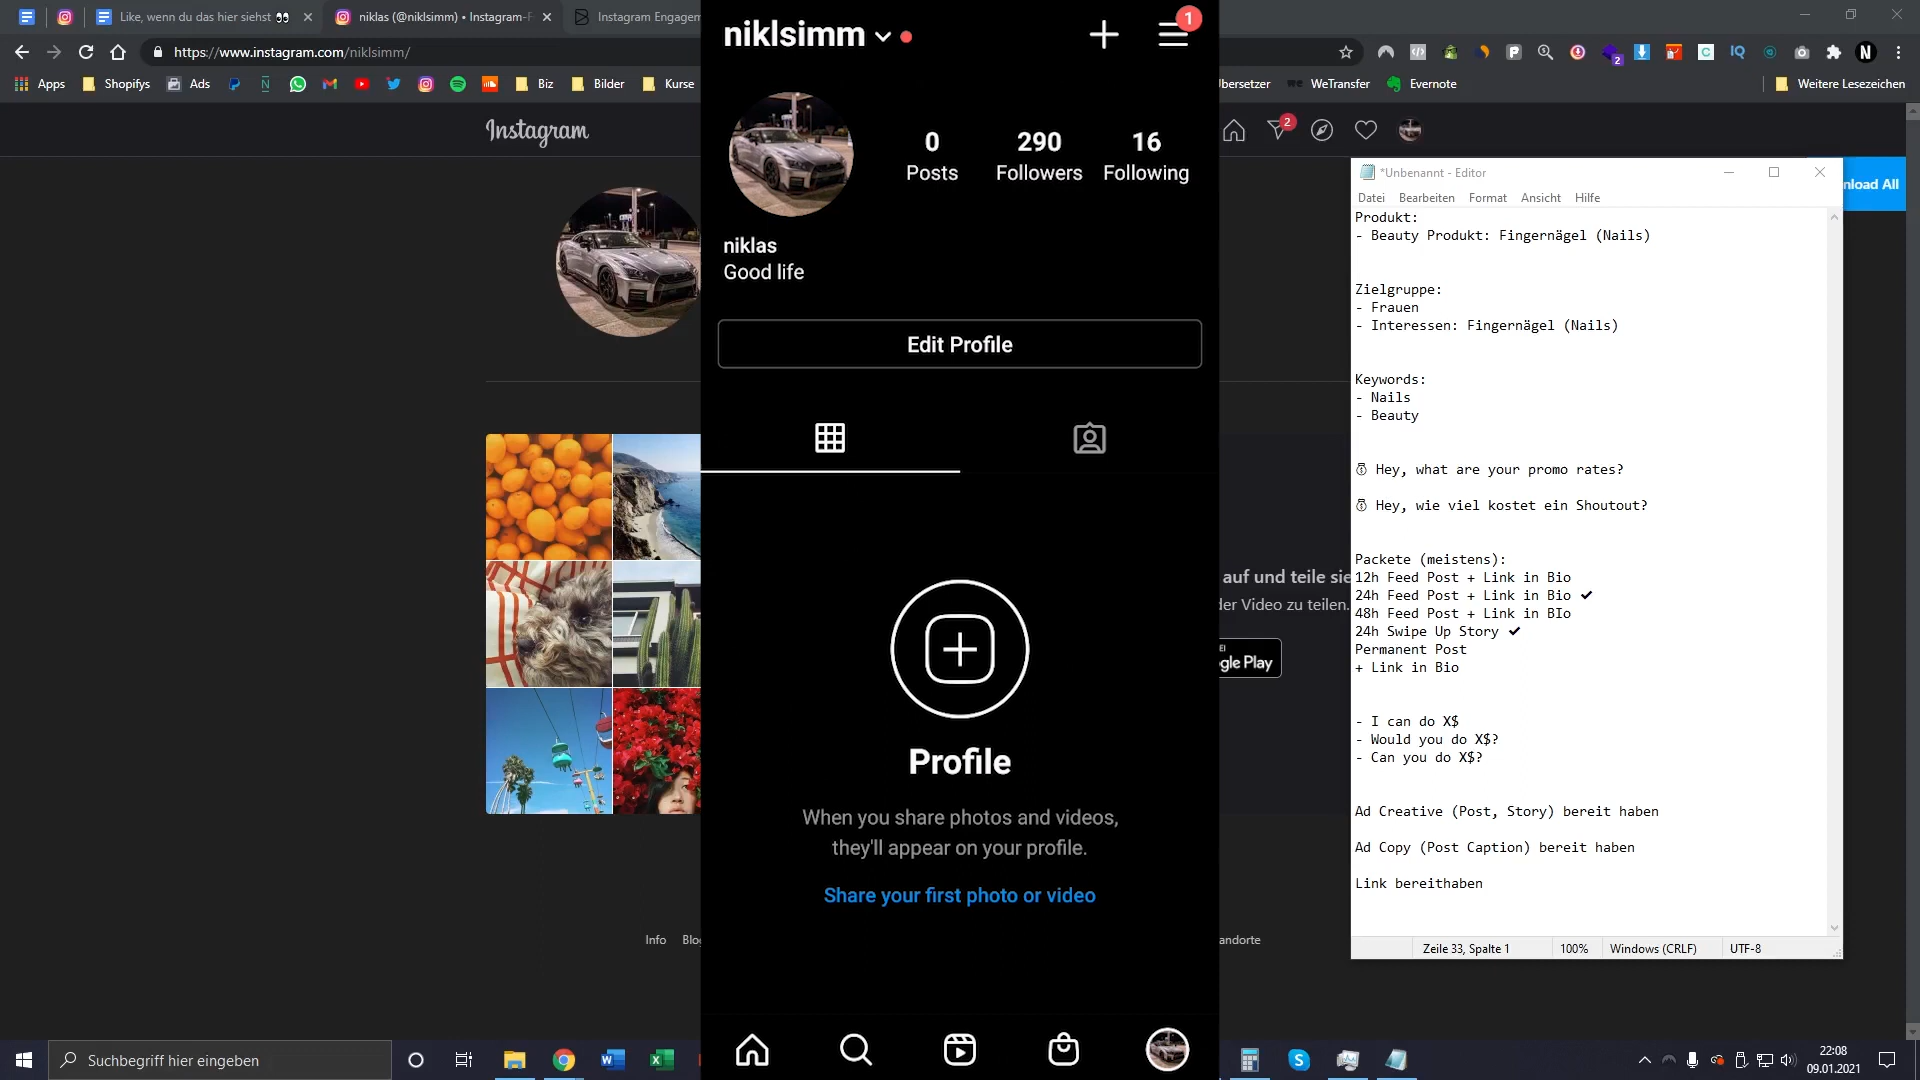 Like, wenn du das hier siehst 👀
niklas (@niklsimm) • Instagram-F
Instagram Engagem
https://www.instagram.com/niklsimm/
2
N
Apps
Shopifys
Ads
Biz
Bilder
Kurse
WeTransfer
Evernote
Weitere Lesezeichen
Instagram
2
nload All
niklsimm
1
0
290
16
Posts
Followers
Following
niklas
Good life
Edit Profile
Profile
When you share photos and videos,
they'll appear on your profile.
Share your first photo or video
auf und teile sie
der Video zu teilen.
gle Play
Info
*Unbenannt - Editor
Datei Bearbeiten Format Ansicht Hilfe
Produkt:
- Beauty Produkt: Fingernägel (Nails)
Zielgruppe:
- Frauen
- Interessen: Fingernägel (Nails)
Keywords:
- Nails
- Beauty
💰 Hey, what are your promo rates?
💰 Hey, wie viel kostet ein Shoutout?
Packete (meistens):
12h Feed Post + Link in Bio
24h Feed Post + Link in Bio ✔
48h Feed Post + Link in BIo
24h Swipe Up Story ✔
Permanent Post
+ Link in Bio
- I can do X$
- Would you do X$?
- Can you do X$?
Ad Creative (Post, Story) bereit haben
Ad Copy (Post Caption) bereit haben
Link bereithaben
Zeile 33, Spalte 1
100%
Windows (CRLF)
UTF-8
Suchbegriff hier eingeben
22:08
09.01.2021